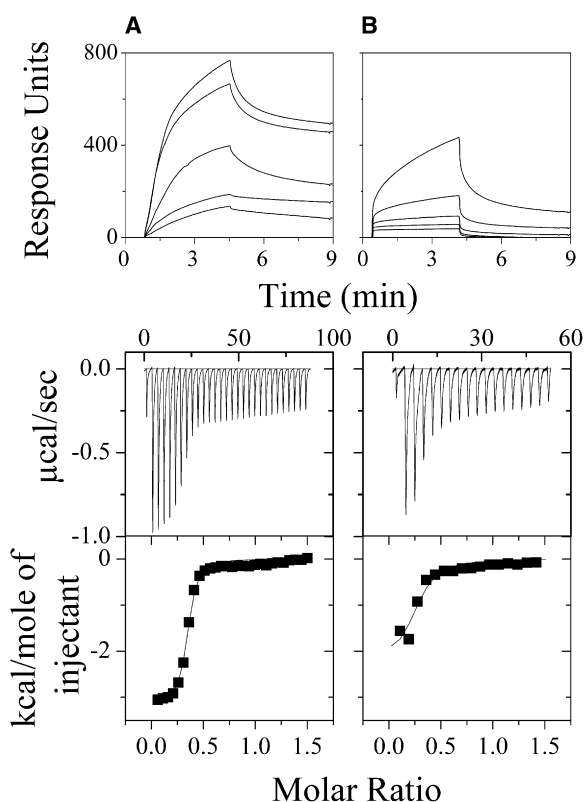 A B
Response Units
800
400
0
0 3 6 9 0 3 6 9
Time (min)
0 50 100 0 30 60
µcal/sec
0.0
-0.5
-1.0
kcal/mole of
injectant
0
-2
0.0 0.5 1.0 1.5 0.0 0.5 1.0 1.5
Molar Ratio